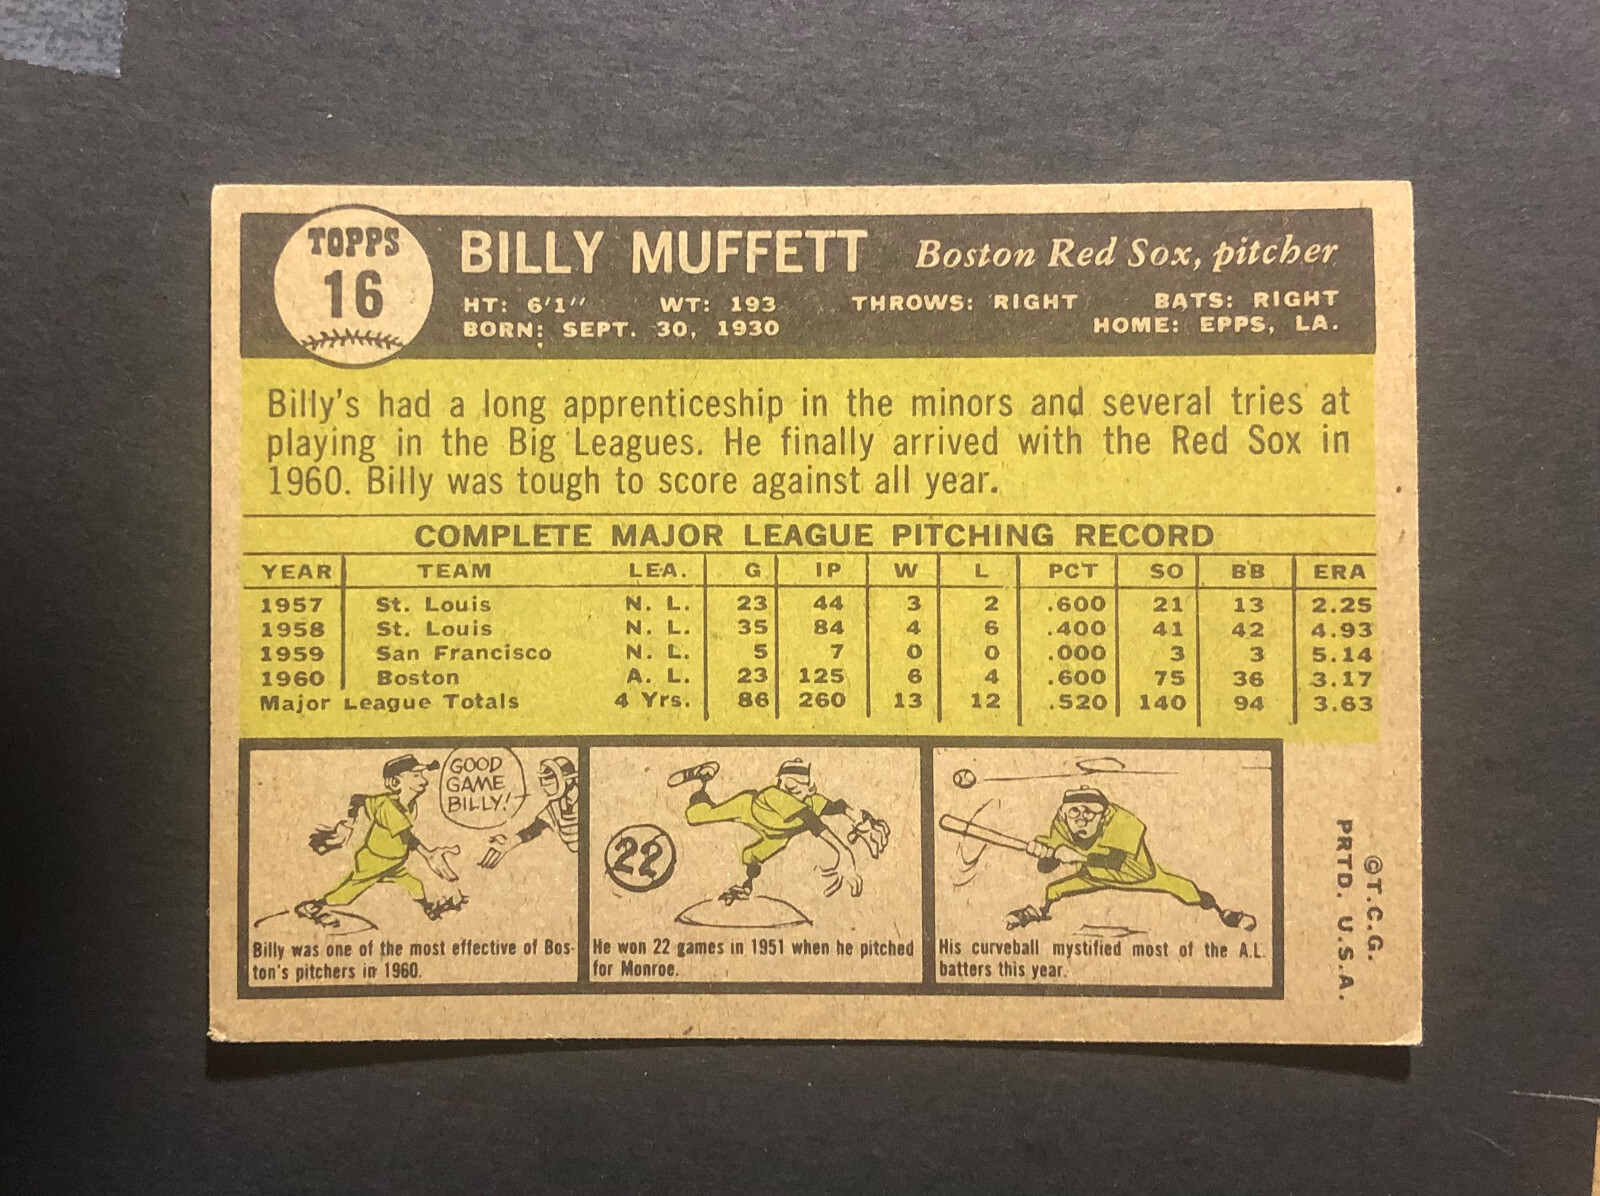 TOPPS
16
BILLY MUFFETT Boston Red Sox, pitcher
HT: 6'1" WT: 193 THROWS: RIGHT BATS: RIGHT
BORN: SEPT. 30, 1930 HOME: EPPS, LA.
Billy's had a long apprenticeship in the minors and several tries at
playing in the Big Leagues. He finally arrived with the Red Sox in
1960. Billy was tough to score against all year.
COMPLETE MAJOR LEAGUE PITCHING RECORD
YEAR TEAM LEA. G IP W L PCT SO BB ERA
1957 St. Louis N. L. 23 44 3 2 .600 21 13 2.25
1958 St. Louis N. L. 35 84 4 6 .400 41 42 4.93
1959 San Francisco N. L. 5 7 0 0 .000 3 3 5.14
1960 Boston A. L. 23 125 6 4 .600 75 36 3.17
Major League Totals 4 Yrs. 86 260 13 12 .520 140 94 3.63
GOOD
GAME
BILLY!
Billy was one of the most effective of Bos-
ton's pitchers in 1960.
22
He won 22 games in 1951 when he pitched
for Monroe.
His curveball mystified most of the A.L.
batters this year.
©T.C.G.
PRTD. U.S.A.